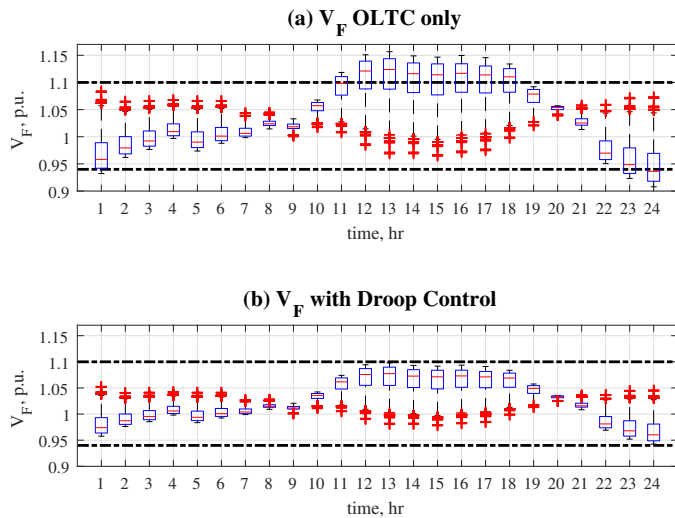 (a) V_F OLTC only
1.15
1.1
1.05
1
0.95
0.9
V_F, p.u.
1 2 3 4 5 6 7 8 9 10 11 12 13 14 15 16 17 18 19 20 21 22 23 24
time, hr
(b) V_F with Droop Control
1.15
1.1
1.05
1
0.95
0.9
V_F, p.u.
1 2 3 4 5 6 7 8 9 10 11 12 13 14 15 16 17 18 19 20 21 22 23 24
time, hr